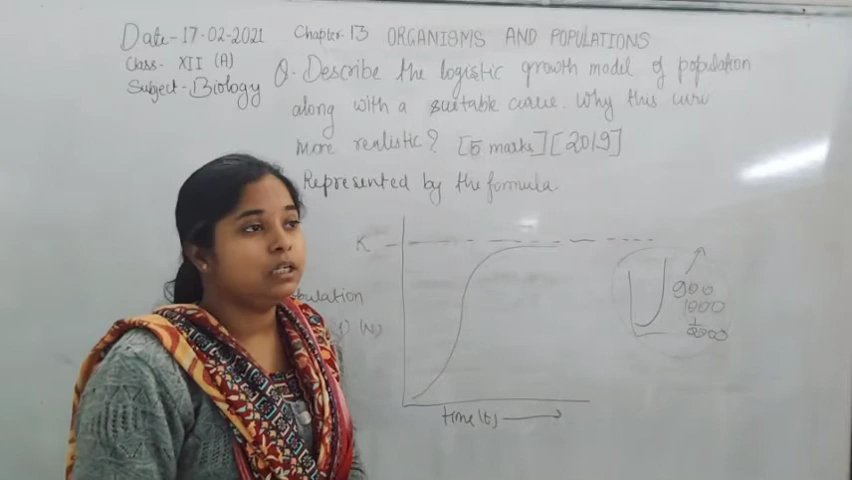 Date-17-02-2021
Chapter-13 ORGANISMS AND POPULATIONS
Class- XII (A)
Subject-Biology
Q. Describe the logistic growth model of population
along with a suitable curve. Why this curve
more realistic? [5 marks] [2019]
Represented by the formula
K
pulation
(N)
time(t)
900
1000